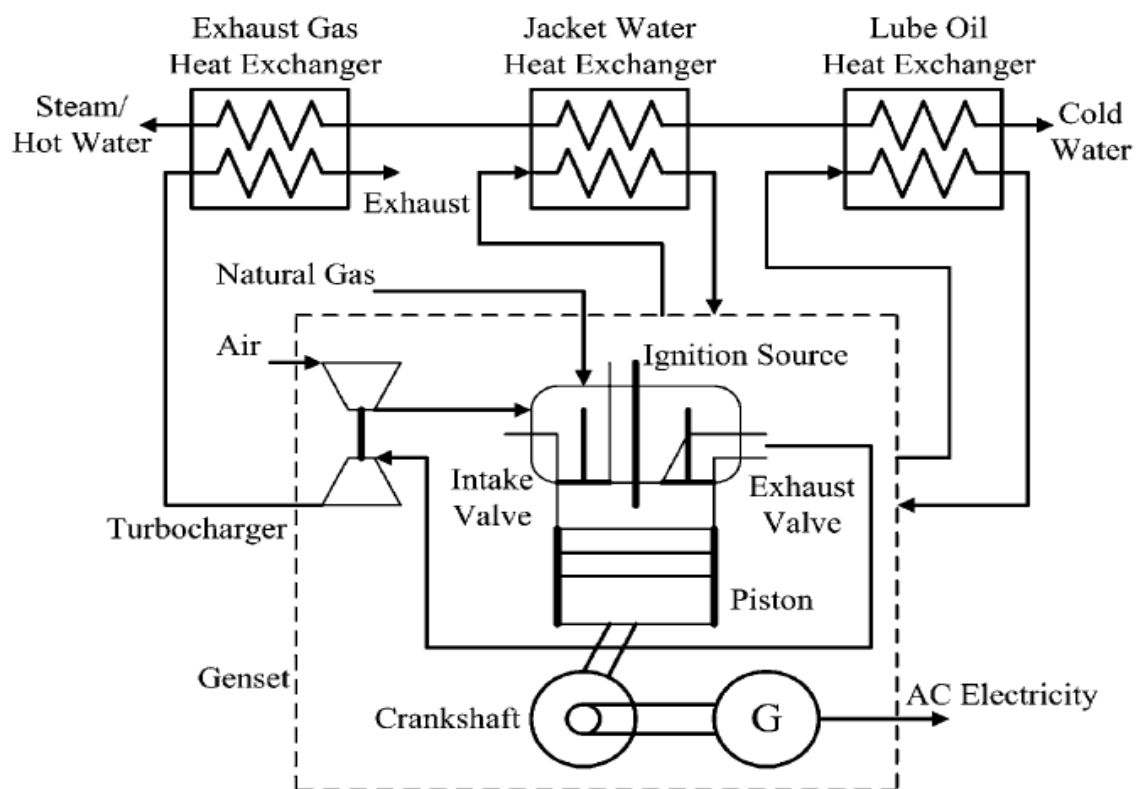 Exhaust Gas
Heat Exchanger
Jacket Water
Heat Exchanger
Lube Oil
Heat Exchanger
Steam/
Hot Water
Cold
Water
Exhaust
Natural Gas
Air
Ignition Source
Intake
Valve
Exhaust
Valve
Turbocharger
Piston
Genset
Crankshaft
G
AC Electricity